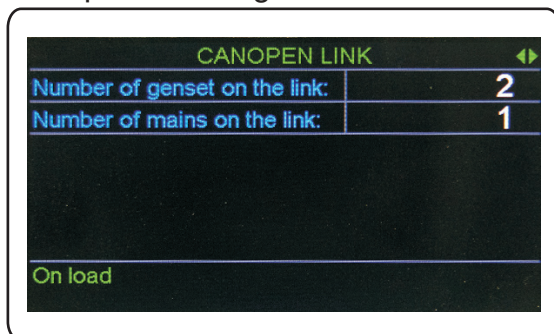 CANOPEN LINK
Number of genset on the link: 2
Number of mains on the link: 1
On load